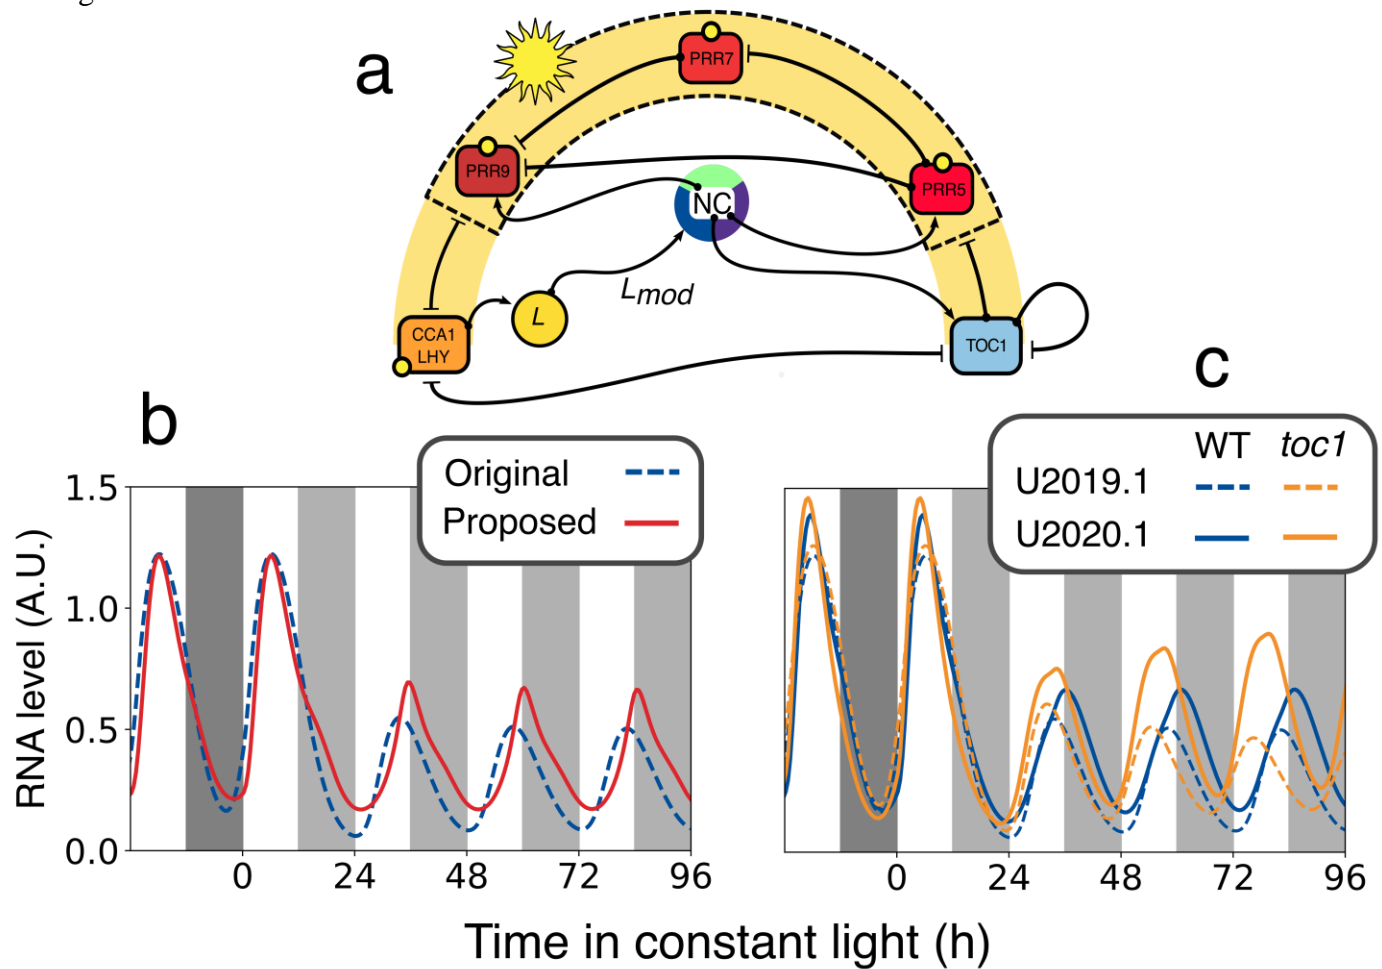 a
PRR7
PRR9
PRR5
NC
Lmod
L
CCA1
LHY
TOC1
b
c
Original
Proposed
WT toc1
U2019.1
U2020.1
RNA level (A.U.)
1.5
1.0
0.5
0.0
0 24 48 72 96
0 24 48 72 96
Time in constant light (h)